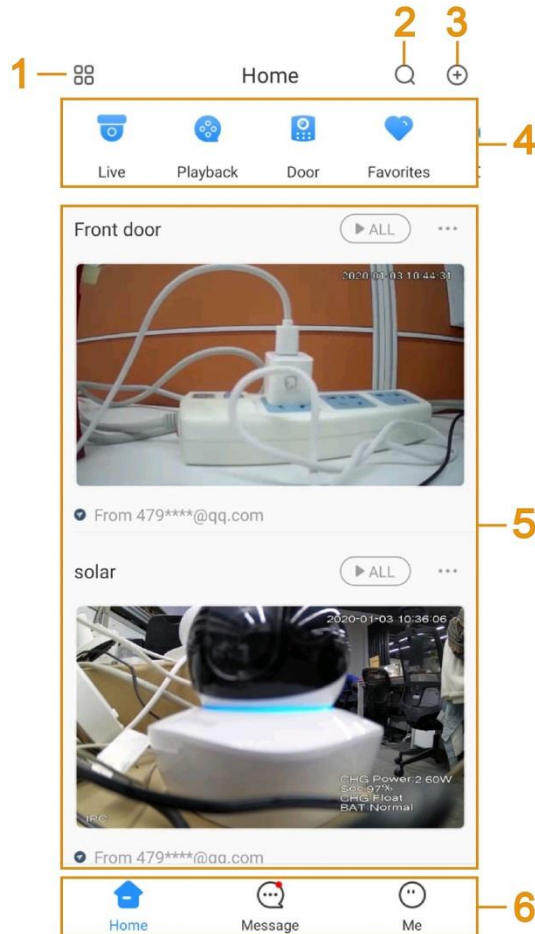 2 3
1 Home
4
Live Playback Door Favorites
Front door ALL
2020-01-03 10:44:31
From 479****@qq.com
5
solar ALL
2020-01-03 10:36:06
CHG Power:2.60W
Soc:97%
CHG Float
BAT Normal
IPC
From 479****@qq.com
6
Home Message Me